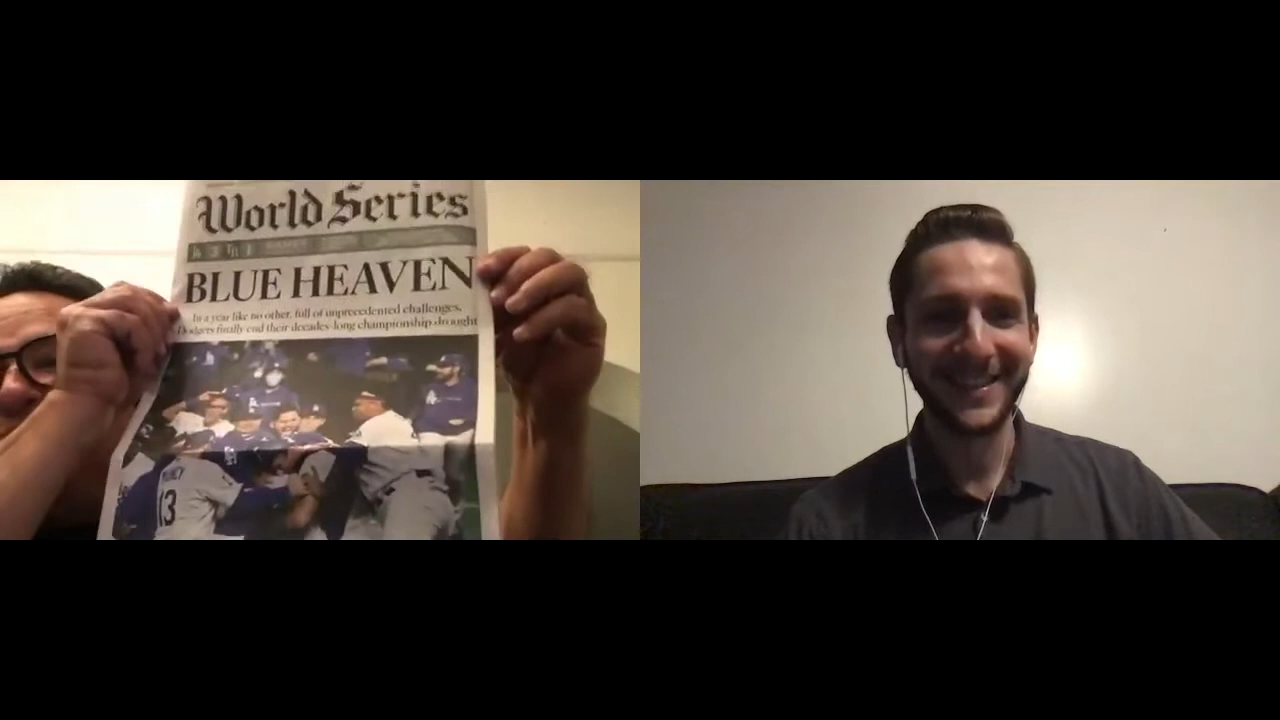 World Series
BLUE HEAVEN
In a year like no other, full of unprecedented challenges,
Dodgers finally end their decades-long championship drought
MUNCY
13